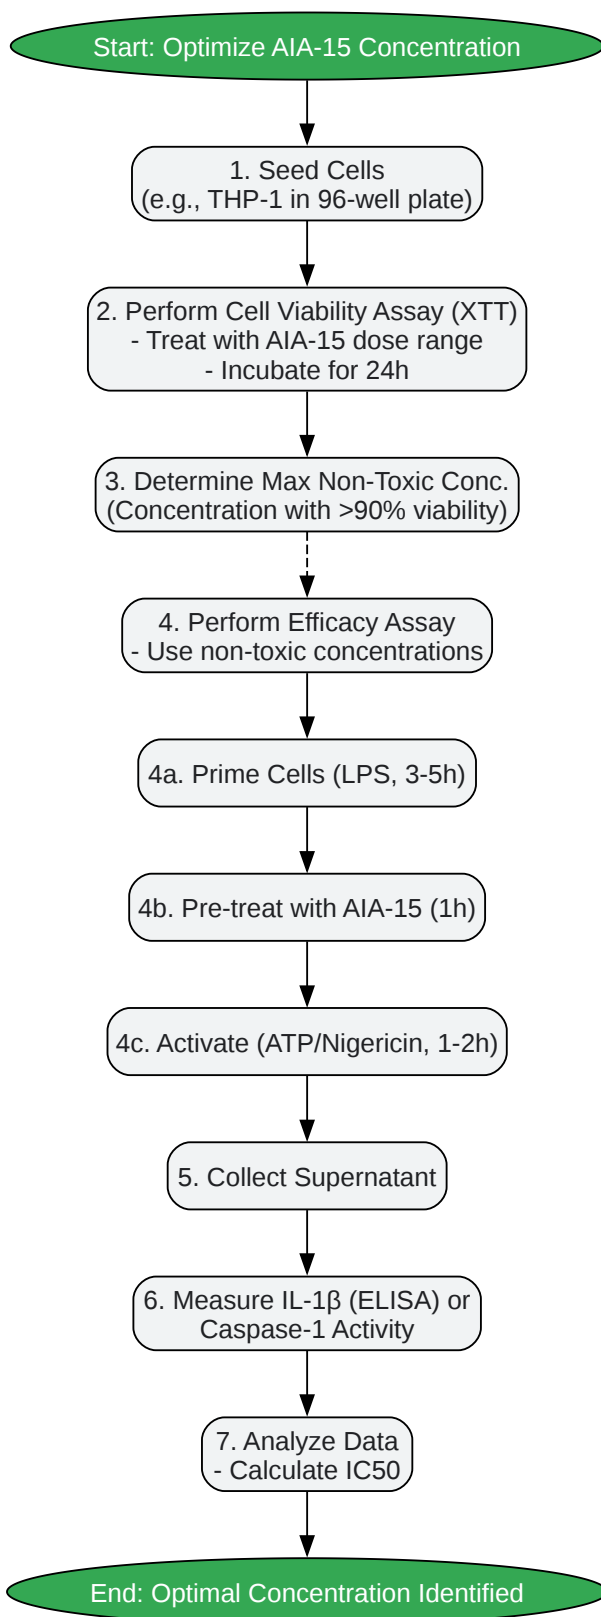 Start: Optimize AIA-15 Concentration
1. Seed Cells
(e.g., THP-1 in 96-well plate)
2. Perform Cell Viability Assay (XTT)
- Treat with AIA-15 dose range
- Incubate for 24h
3. Determine Max Non-Toxic Conc.
(Concentration with >90% viability)
4. Perform Efficacy Assay
- Use non-toxic concentrations
4a. Prime Cells (LPS, 3-5h)
4b. Pre-treat with AIA-15 (1h)
4c. Activate (ATP/Nigericin, 1-2h)
5. Collect Supernatant
6. Measure IL-1β (ELISA) or
Caspase-1 Activity
7. Analyze Data
- Calculate IC50
End: Optimal Concentration Identified